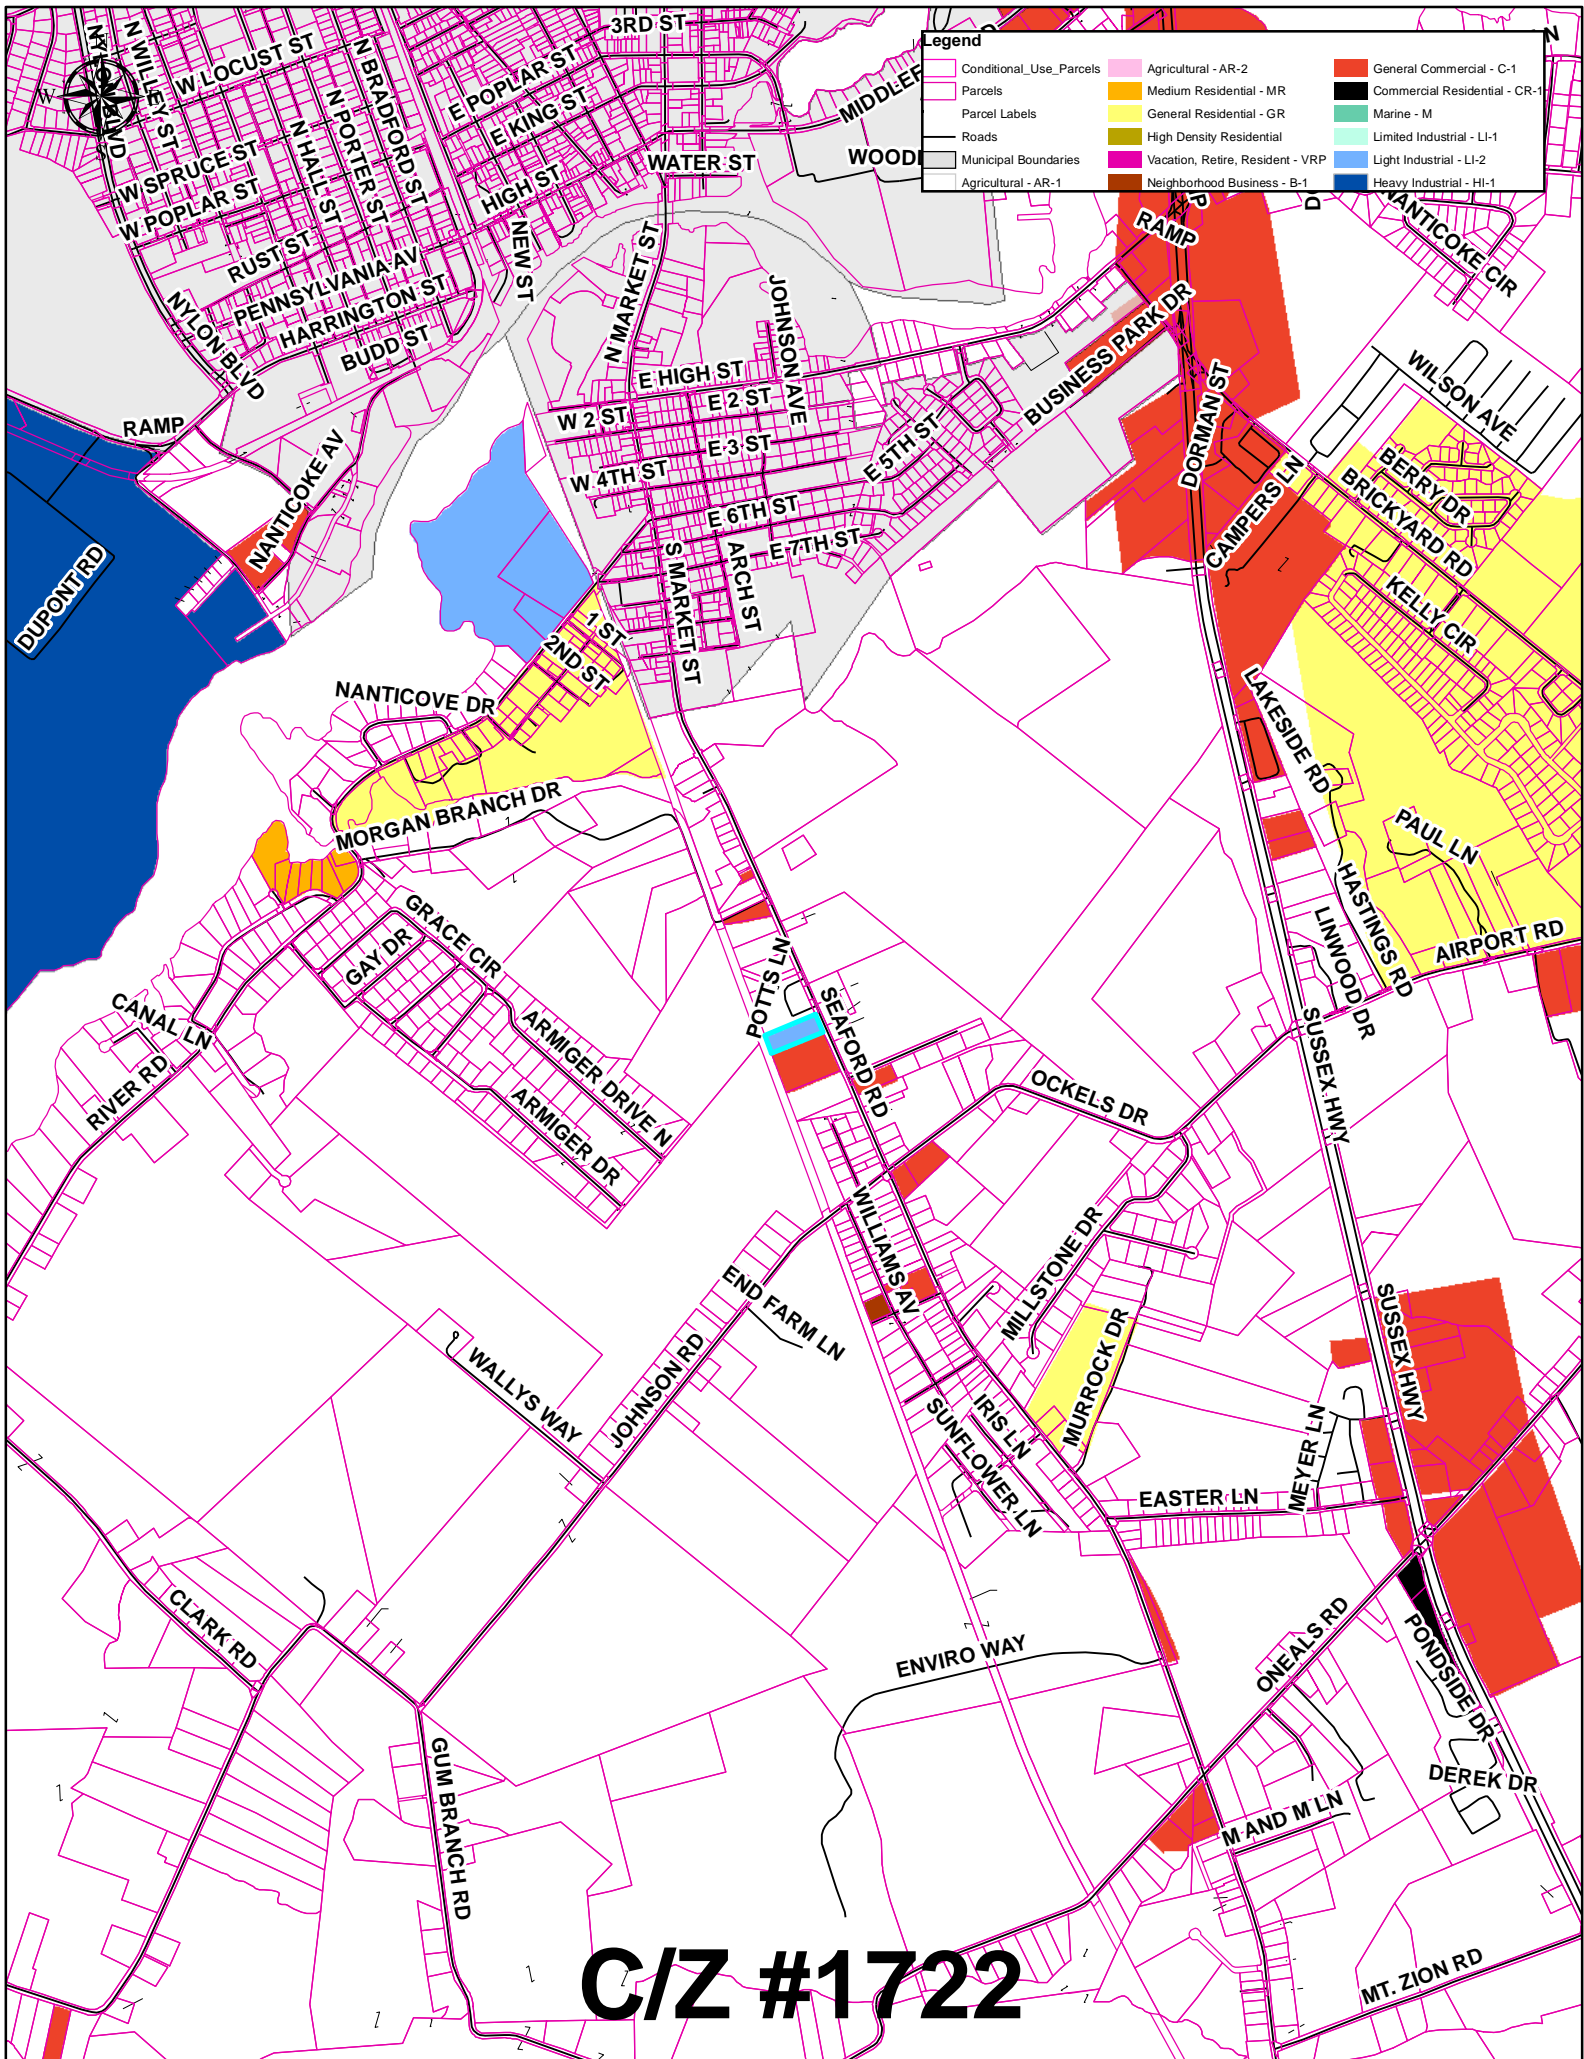 Legend
Conditional_Use_Parcels
Parcels
Parcel Labels
Roads
Municipal Boundaries
Agricultural - AR-1
Agricultural - AR-2
Medium Residential - MR
General Residential - GR
High Density Residential
Vacation, Retire, Resident - VRP
Neighborhood Business - B-1
General Commercial - C-1
Commercial Residential - CR-1
Marine - M
Limited Industrial - LI-1
Light Industrial - LI-2
Heavy Industrial - HI-1
3RD ST
N WILLEY ST
W LOCUST ST
N BRADFORD ST
E POPLAR ST
E KING ST
N PORTER ST
N HALL ST
W SPRUCE ST
W POPLAR ST
HIGH ST
WATER ST
RUST ST
PENNSYLVANIA AV
HARRINGTON ST
BUDD ST
NEW ST
NYLON BLVD
N MARKET ST
JOHNSON AVE
RAMP
NANTICOKE CIR
BUSINESS PARK DR
WILSON AVE
E HIGH ST
W 2 ST
E 2 ST
E 3 ST
W 4TH ST
E 5TH ST
E 6TH ST
E 7TH ST
ARCH ST
S MARKET ST
RAMP
NANTICOKE AV
DUPONT RD
DORMAN ST
CAMPERS LN
BERRY DR
BRICKYARD RD
KELLY CIR
1 ST
2ND ST
NANTICOVE DR
MORGAN BRANCH DR
LAKESIDE RD
PAUL LN
HASTINGS RD
LINWOOD DR
AIRPORT RD
GRACE CIR
GAY DR
CANAL LN
RIVER RD
ARMIGER DRIVE N
ARMIGER DR
POTTS LN
SEAFORD RD
OCKELS DR
SUSSEX HWY
WILLIAMS AV
MILLSTONE DR
END FARM LN
MURROCK DR
SUSSEX HWY
WALLYS WAY
JOHNSON RD
IRIS LN
SUNFLOWER LN
MEYER LN
EASTER LN
CLARK RD
ENVIRO WAY
ONEALS RD
PONDSIDE DR
DEREK DR
GUM BRANCH RD
M AND M LN
MT. ZION RD
C/Z #1722